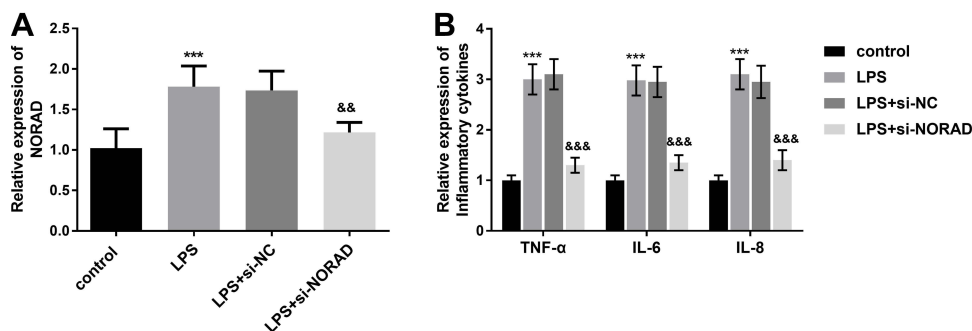 A
Relative expression of
NORAD
2.5
2.0
1.5
1.0
0.5
0.0
***
&&
control
LPS
LPS+si-NC
LPS+si-NORAD
B
Relative expression of
Inflammatory cytokines
4
3
2
1
0
***
&&&
***
&&&
***
&&&
TNF-α
IL-6
IL-8
control
LPS
LPS+si-NC
LPS+si-NORAD